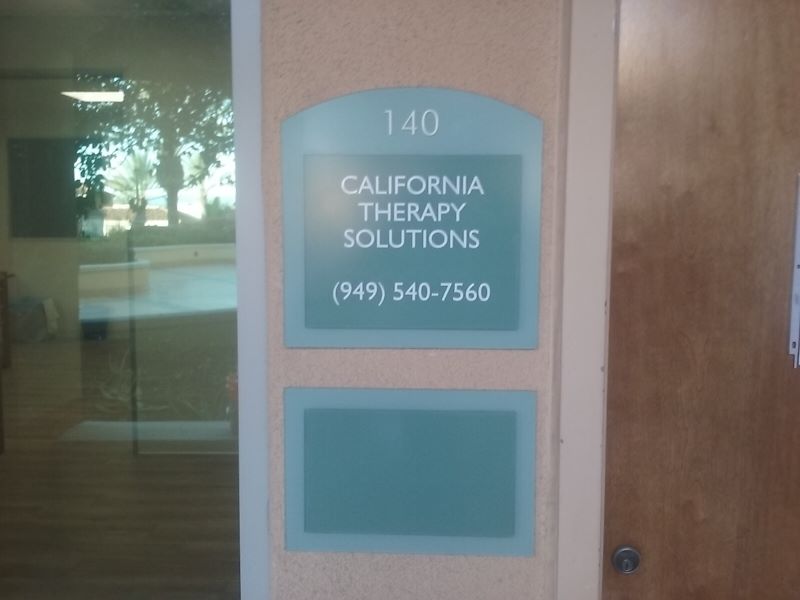 140
CALIFORNIA
THERAPY
SOLUTIONS
(949) 540-7560